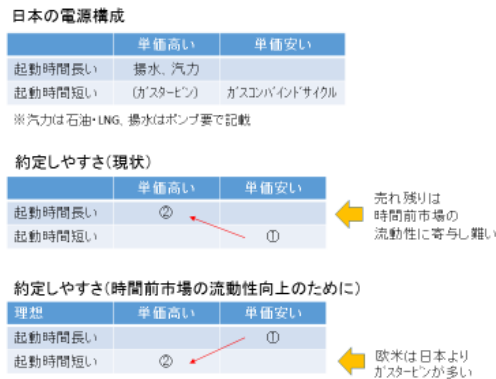 日本の電源構成
単価高い 単価安い
起動時間長い 揚水、汽力
起動時間短い (ガスタービン) ガスコンバインドサイクル
※汽力は石油・LNG、揚水はポンプ要で記載
約定しやすさ(現状)
単価高い 単価安い
起動時間長い ②
起動時間短い ①
売れ残りは
時間前市場の
流動性に寄与し難い
約定しやすさ(時間前市場の流動性向上のために)
理想 単価高い 単価安い
起動時間長い ①
起動時間短い ②
欧米は日本より
ガスタービンが多い